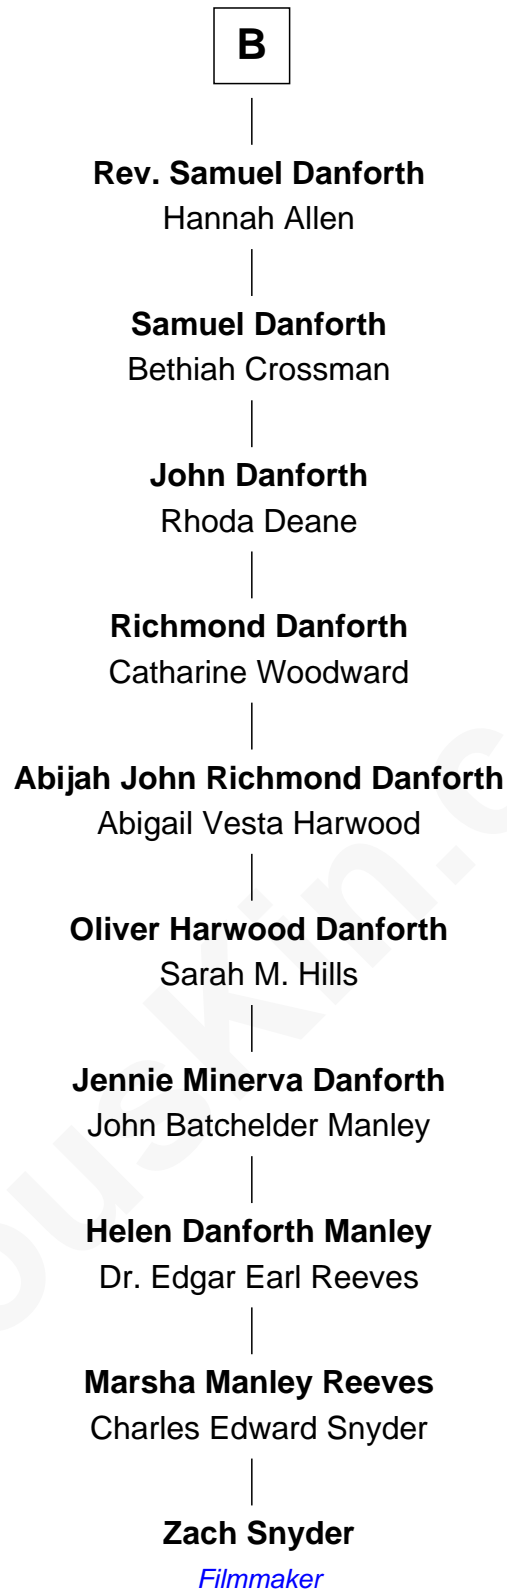 B
Rev. Samuel Danforth
Hannah Allen
Samuel Danforth
Bethiah Crossman
John Danforth
Rhoda Deane
Richmond Danforth
Catharine Woodward
Abijah John Richmond Danforth
Abigail Vesta Harwood
Oliver Harwood Danforth
Sarah M. Hills
Jennie Minerva Danforth
John Batchelder Manley
Helen Danforth Manley
Dr. Edgar Earl Reeves
Marsha Manley Reeves
Charles Edward Snyder
Zach Snyder
Filmmaker